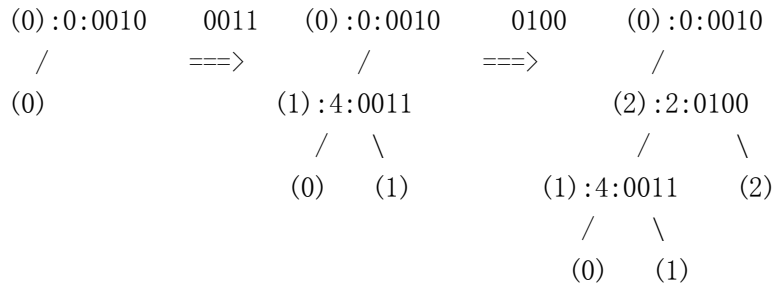 (0):0:0010    0011    (0):0:0010    0100    (0):0:0010
/    ===>    /    ===>    /
(0)    (1):4:0011    (2):2:0100
/    \    /    \
(0)    (1)    (1):4:0011    (2)
/    \
(0)    (1)